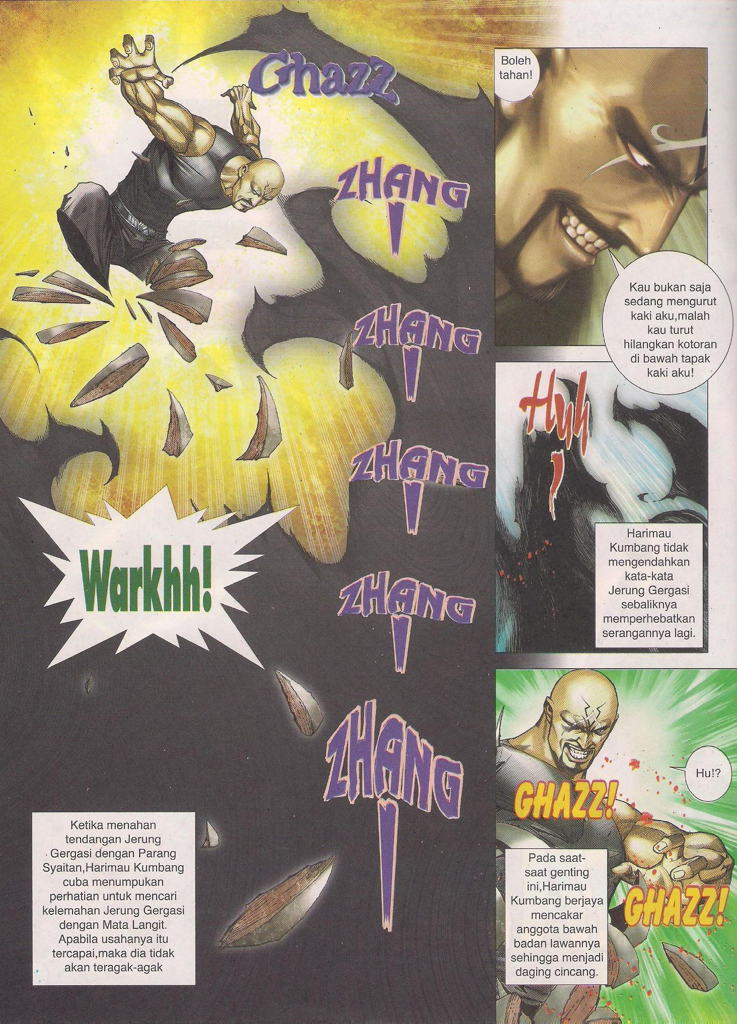 Ghazz
ZHANG
ZHANG
ZHANG
ZHANG
ZHANG
!
Warkhh!
Ketika menahan
tendangan Jerung
Gergasi dengan Parang
Syaitan,Harimau Kumbang
cuba menumpukan
perhatian untuk mencari
kelemahan Jerung Gergasi
dengan Mata Langit.
Apabila usahanya itu
tercapai,maka dia tidak
akan teragak-agak
Boleh
tahan!
Kau bukan saja
sedang mengurut
kaki aku,malah
kau turut
hilangkan kotoran
di bawah tapak
kaki aku!
Huh
!
Harimau
Kumbang tidak
mengendahkan
kata-kata
Jerung Gergasi
sebaliknya
memperhebatkan
serangannya lagi.
Hu!?
GHAZZ!
Pada saat-
saat genting
ini,Harimau
Kumbang berjaya
mencakar
anggota bawah
badan lawannya
sehingga menjadi
daging cincang.
GHAZZ!